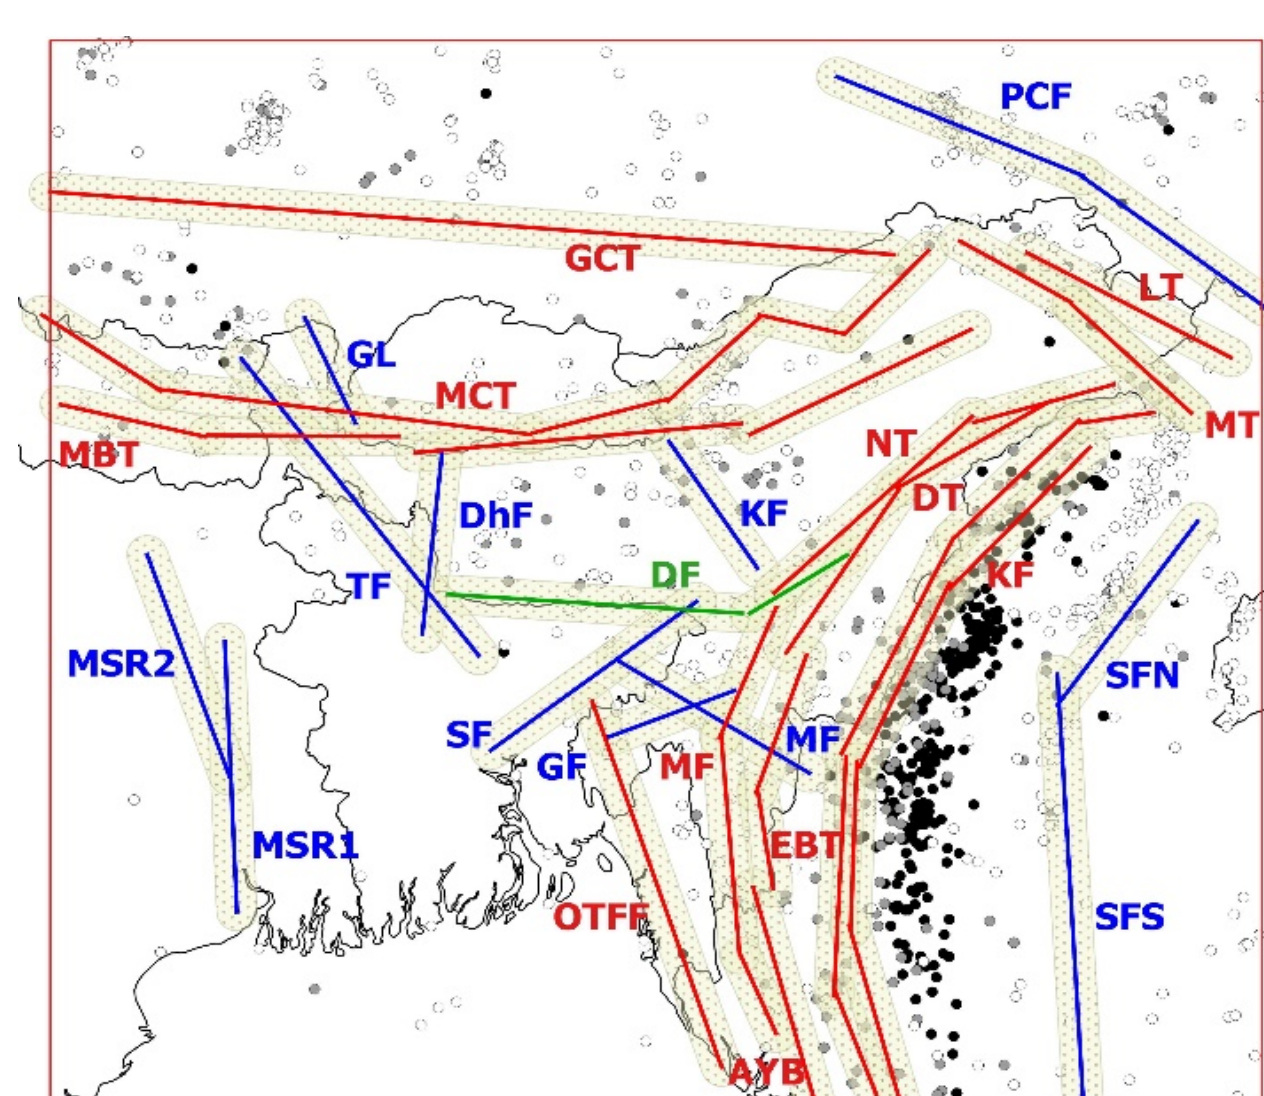 PCF
GCT
LT
GL
MCT
MT
NT
MBT
DT
DhF
KF
DF
KF
TF
MSR2
SFN
SF
MF
GF
MF
MSR1
EBT
OTFF
SFS
AYB